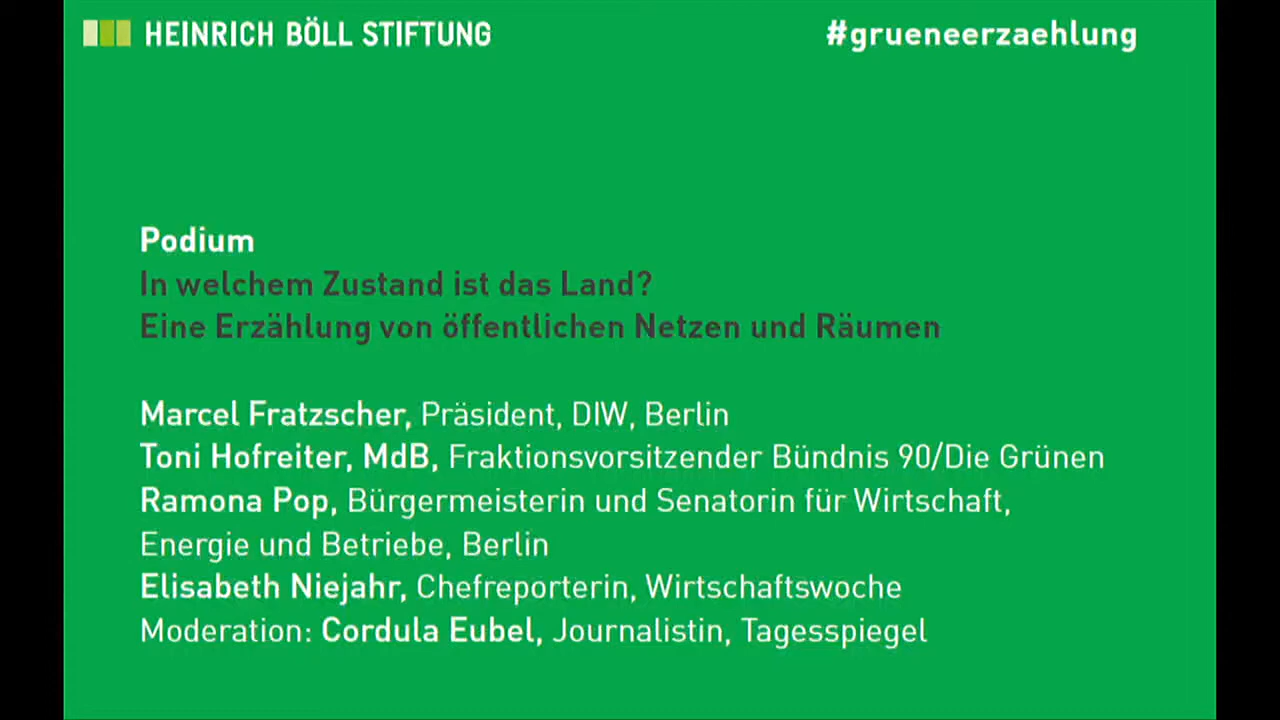 HEINRICH BÖLL STIFTUNG
#grueneerzaehlung
Podium
In welchem Zustand ist das Land?
Eine Erzählung von öffentlichen Netzen und Räumen
Marcel Fratzscher, Präsident, DIW, Berlin
Toni Hofreiter, MdB, Fraktionsvorsitzender Bündnis 90/Die Grünen
Ramona Pop, Bürgermeisterin und Senatorin für Wirtschaft,
Energie und Betriebe, Berlin
Elisabeth Niejahr, Chefreporterin, Wirtschaftswoche
Moderation: Cordula Eubel, Journalistin, Tagesspiegel